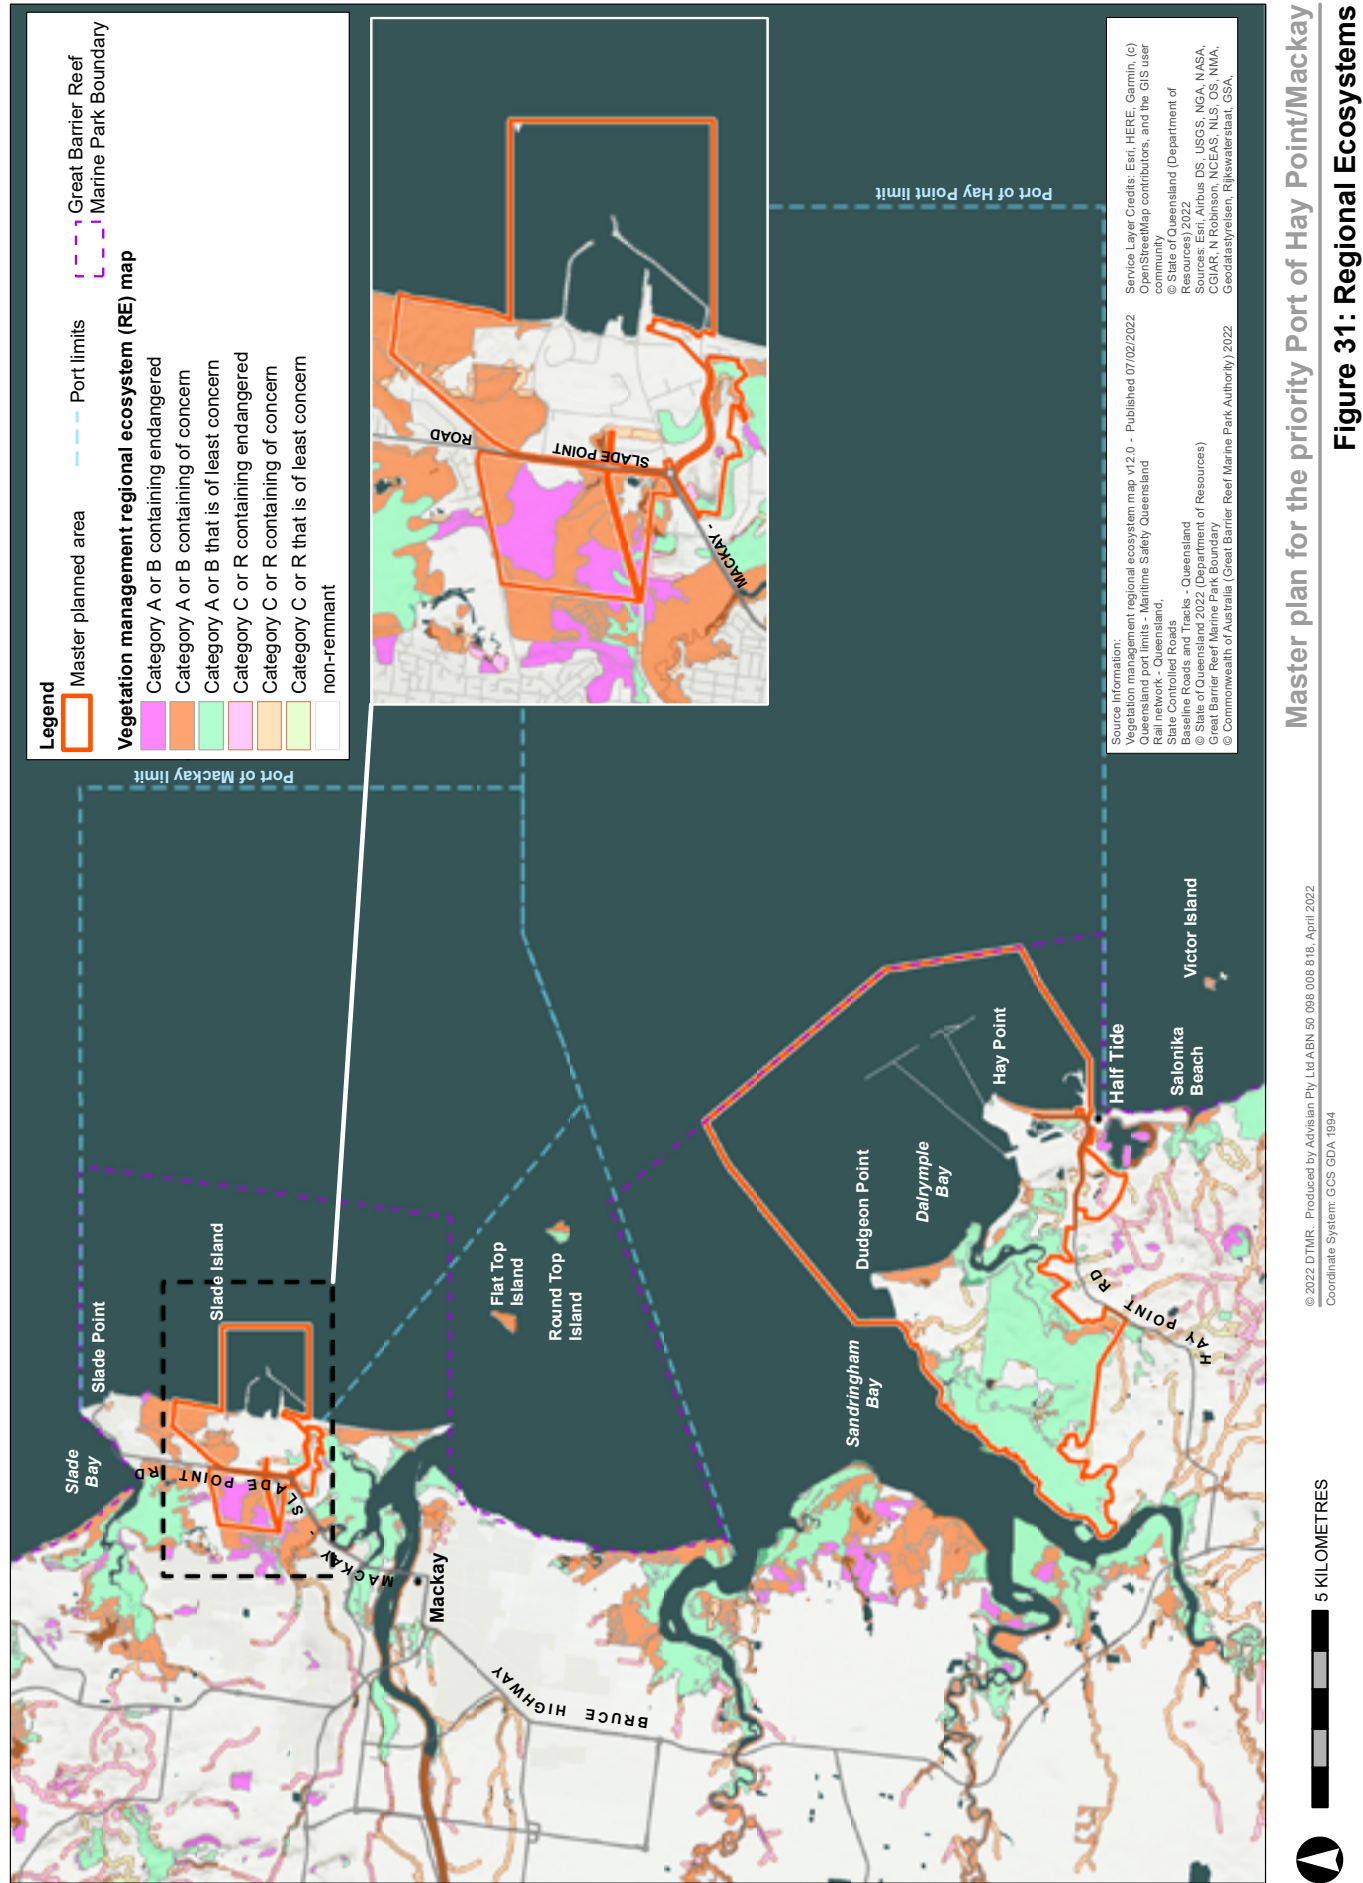 Legend
Master planned area
Port limits
Great Barrier Reef
Marine Park Boundary
Vegetation management regional ecosystem (RE) map
Category A or B containing endangered
Category A or B containing of concern
Category A or B that is of least concern
Category C or R containing endangered
Category C or R containing of concern
Category C or R that is of least concern
non-remnant
Port of Mackay limit
Port of Hay Point limit
ROAD
SLADE POINT
MACKAY -
Slade Point
Slade
Bay
Slade Island
MACKAY - SLADE POINT RD
Mackay
BRUCE HIGHWAY
Flat Top
Island
Round Top
Island
Sandringham
Bay
Dudgeon Point
Dalrymple
Bay
Hay Point
Half Tide
Salonika
Beach
Victor Island
HAY POINT RD
Source Information:
Vegetation management regional ecosystem map v12.0 - Published 07/02/2022
Queensland port limits - Maritime Safety Queensland
Rail network - Queensland,
State Controlled Roads
Baseline Roads and Tracks - Queensland
© State of Queensland 2022 (Department of Resources)
Great Barrier Reef Marine Park Boundary
© Commonwealth of Australia (Great Barrier Reef Marine Park Authority) 2022
Service Layer Credits: Esri, HERE, Garmin, (c)
OpenStreetMap contributors, and the GIS user
community
© State of Queensland (Department of
Resources) 2022
Sources: Esri, Airbus DS, USGS, NGA, NASA,
CGIAR, N Robinson, NCEAS, NLS, OS, NMA,
Geodatastyrelsen, Rijkswaterstaat, GSA,
5 KILOMETRES
© 2022 DTMR. Produced by Advisian Pty Ltd ABN 50 098 008 818, April 2022
Coordinate System: GCS GDA 1994
Master plan for the priority Port of Hay Point/Mackay
Figure 31: Regional Ecosystems